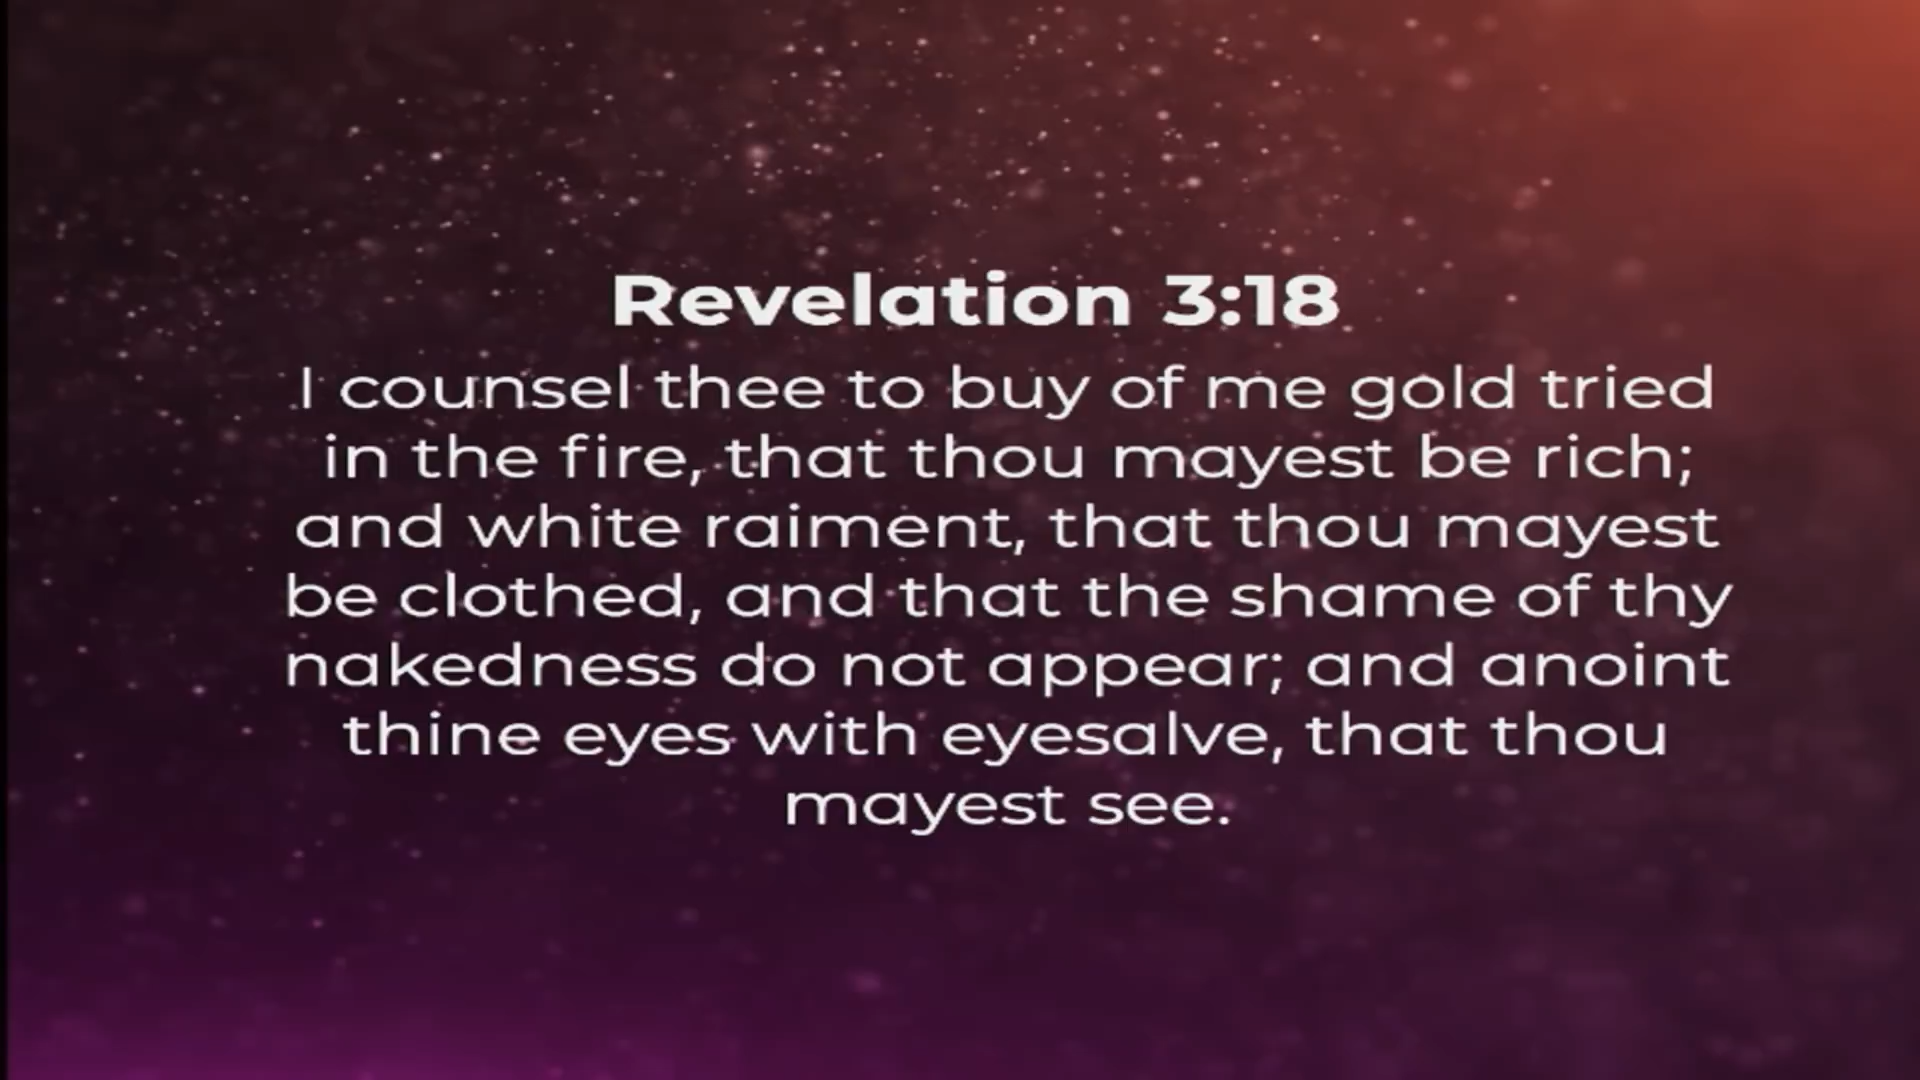 Revelation 3:18
I counsel thee to buy of me gold tried
in the fire, that thou mayest be rich;
and white raiment, that thou mayest
be clothed, and that the shame of thy
nakedness do not appear; and anoint
thine eyes with eyesalve, that thou
mayest see.